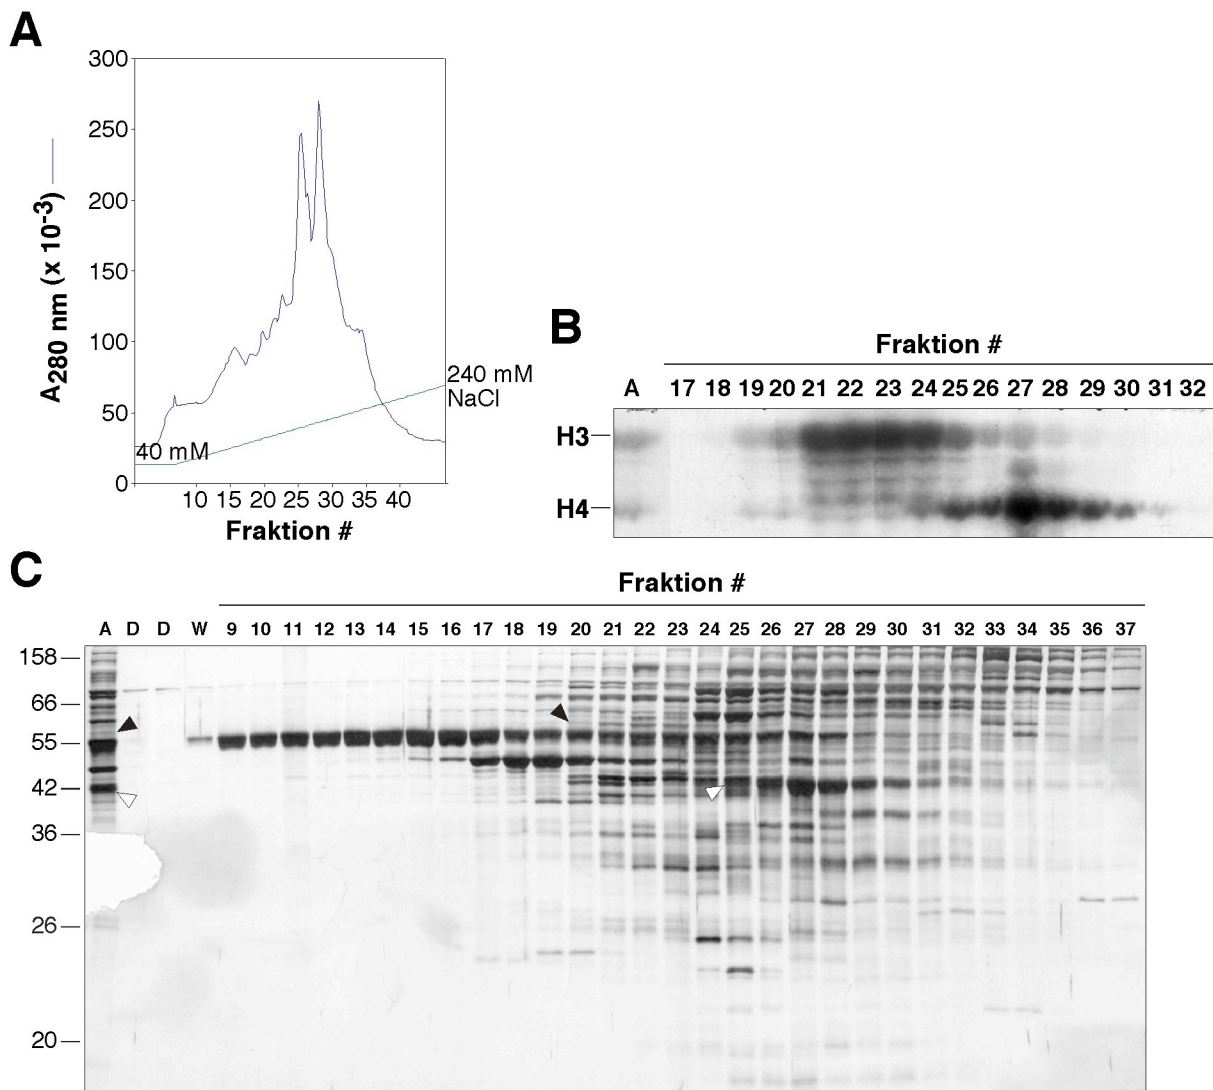 A
300
250
200
150
100
50
0
A280 nm (x 10-3)
40 mM
240 mM
NaCl
10 15 20 25 30 35 40
Fraktion #
B
Fraktion #
A 17 18 19 20 21 22 23 24 25 26 27 28 29 30 31 32
H3
H4
C
Fraktion #
A D D W 9 10 11 12 13 14 15 16 17 18 19 20 21 22 23 24 25 26 27 28 29 30 31 32 33 34 35 36 37
158
66
55
42
36
26
20